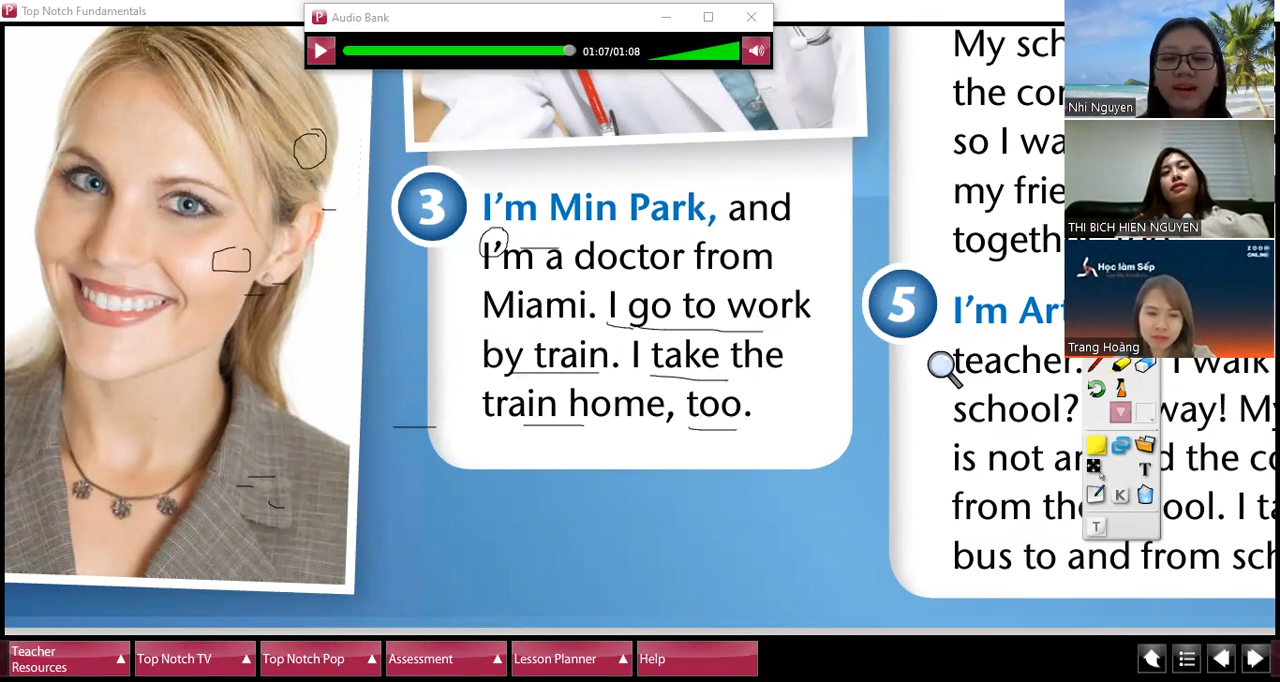 Top Notch Fundamentals
Audio Bank
01:07/01:08
3
I'm Min Park, and
I'm a doctor from
Miami. I go to work
by train. I take the
train home, too.
My sch
the cor
so I wa
my frie
togeth
5
I'm Ar
teacher.
I walk
school?
way! My
is not ar
d the co
from the
ool. I ta
bus to and from sch
Nhi Nguyen
THI BICH HIEN NGUYEN
Học làm Sếp
ZOOM
ONLINE
Trang Hoàng
T
K
T
Teacher
Resources
Top Notch TV
Top Notch Pop
Assessment
Lesson Planner
Help